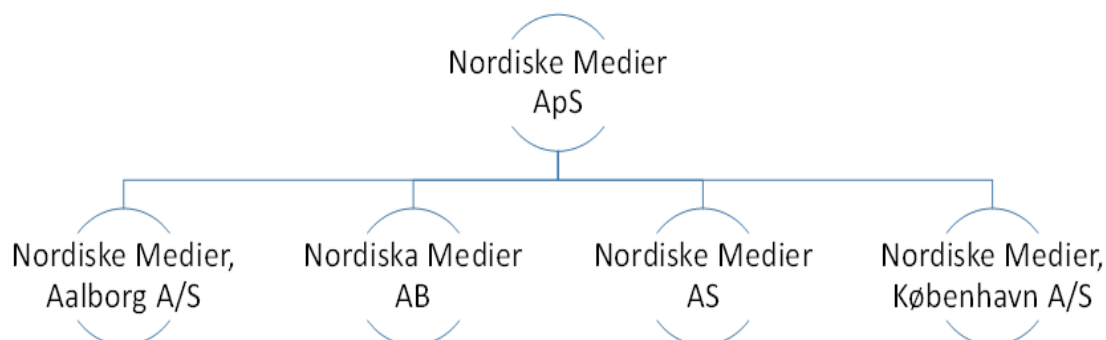 Nordiske Medier
ApS
Nordiske Medier,
Aalborg A/S
Nordiska Medier
AB
Nordiske Medier
AS
Nordiske Medier,
København A/S